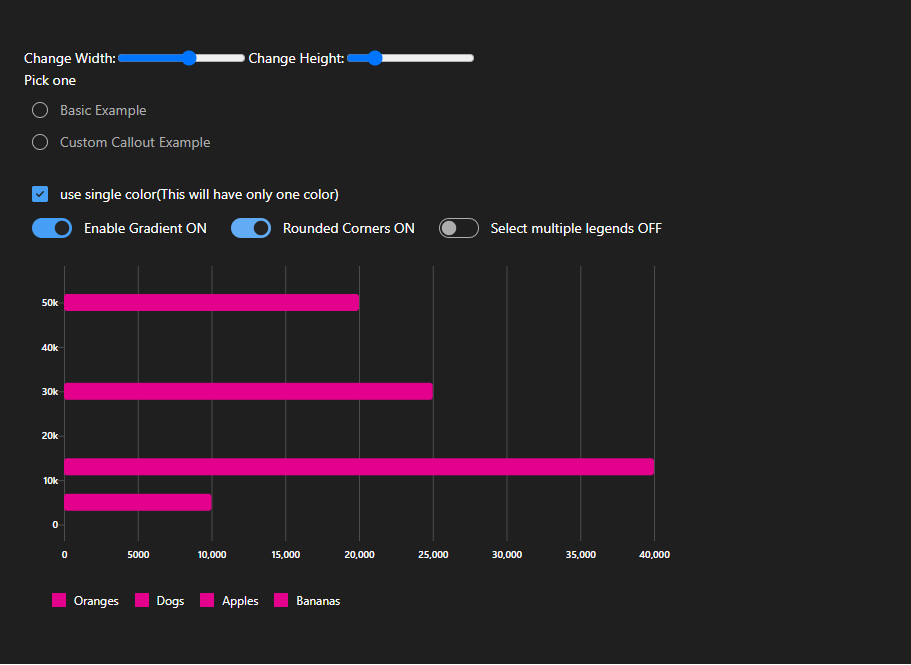 Change Width: Change Height:
Pick one
Basic Example
Custom Callout Example
use single color(This will have only one color)
Enable Gradient ON Rounded Corners ON Select multiple legends OFF
50k
40k
30k
20k
10k
0
0 5000 10,000 15,000 20,000 25,000 30,000 35,000 40,000
Oranges Dogs Apples Bananas